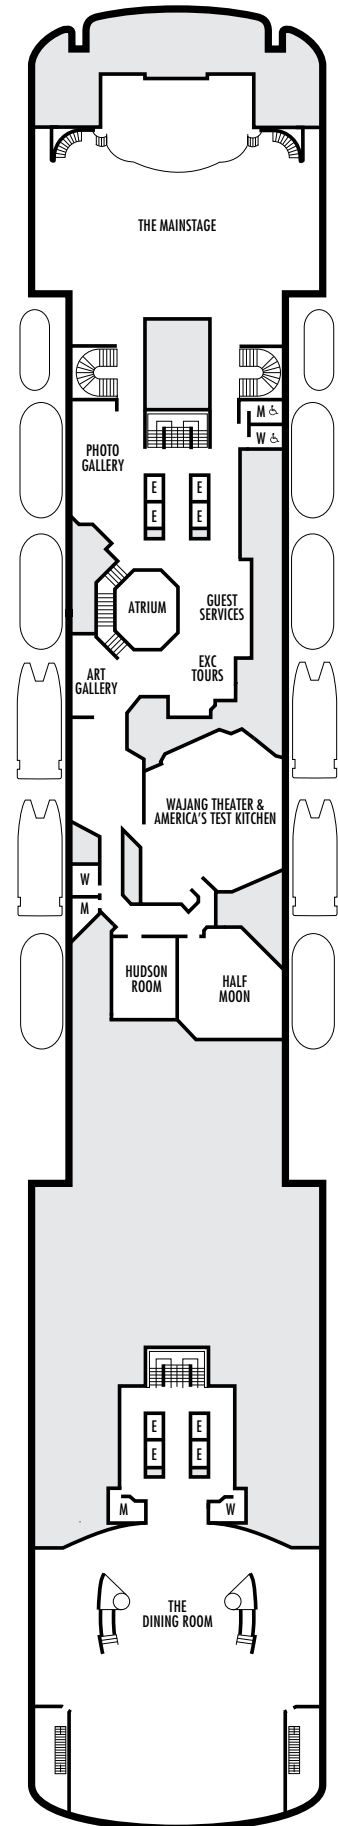 THE MAINSTAGE
M ♿
W ♿
PHOTO
GALLERY
E E
E E
ATRIUM
GUEST
SERVICES
EXC
TOURS
ART
GALLERY
WAJANG THEATER &
AMERICA'S TEST KITCHEN
W
M
HUDSON
ROOM
HALF
MOON
E E
E E
M W
THE
DINING ROOM